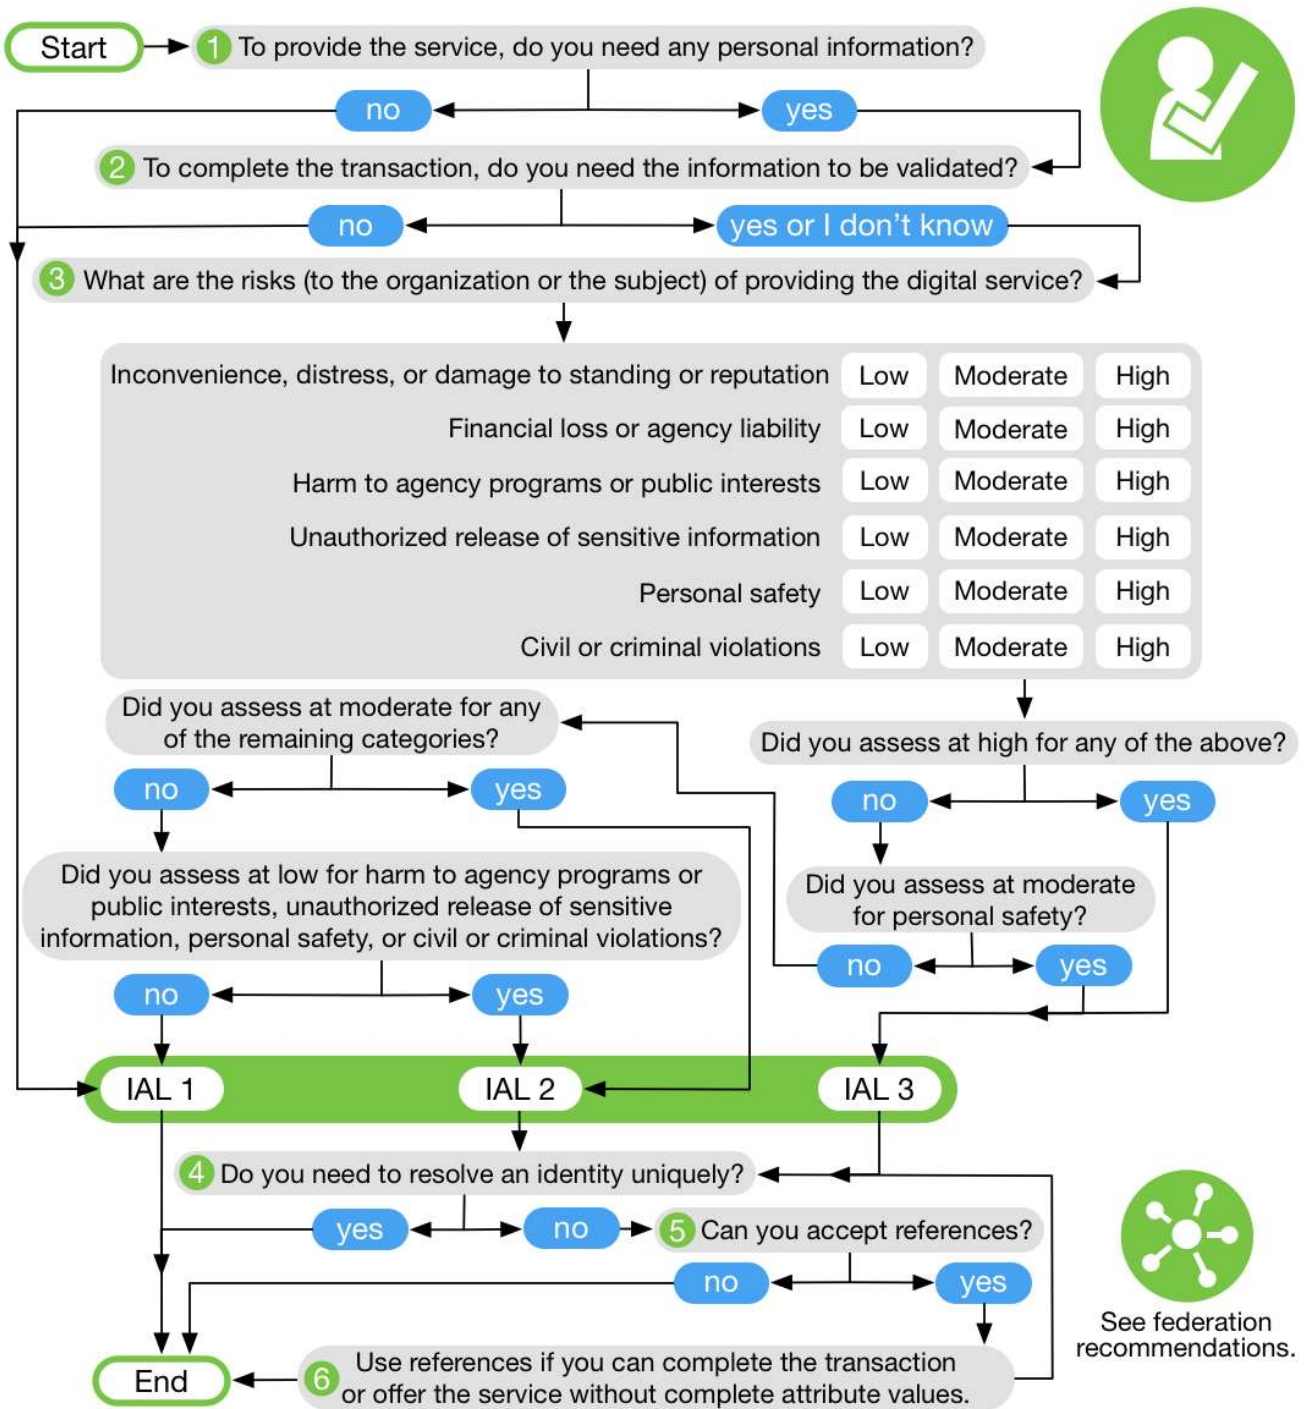 Start
1 To provide the service, do you need any personal information?
no
yes
2 To complete the transaction, do you need the information to be validated?
no
yes or I don't know
3 What are the risks (to the organization or the subject) of providing the digital service?
Inconvenience, distress, or damage to standing or reputation Low Moderate High
Financial loss or agency liability Low Moderate High
Harm to agency programs or public interests Low Moderate High
Unauthorized release of sensitive information Low Moderate High
Personal safety Low Moderate High
Civil or criminal violations Low Moderate High
Did you assess at high for any of the above?
no
yes
Did you assess at moderate
for personal safety?
no
yes
Did you assess at moderate for any
of the remaining categories?
no
yes
Did you assess at low for harm to agency programs or
public interests, unauthorized release of sensitive
information, personal safety, or civil or criminal violations?
no
yes
IAL 1
IAL 2
IAL 3
4 Do you need to resolve an identity uniquely?
yes
no
5 Can you accept references?
no
yes
6 Use references if you can complete the transaction
or offer the service without complete attribute values.
End
See federation
recommendations.